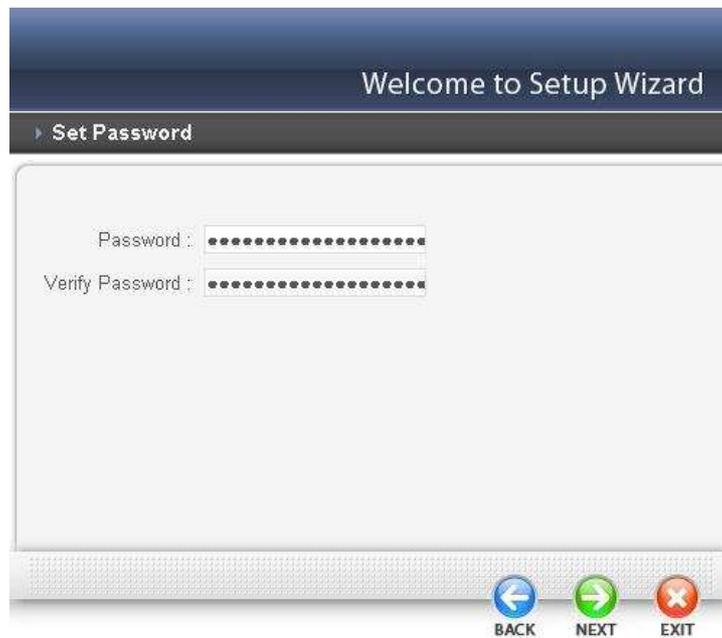 Welcome to Setup Wizard
Set Password
Password :
Verify Password :
BACK NEXT EXIT